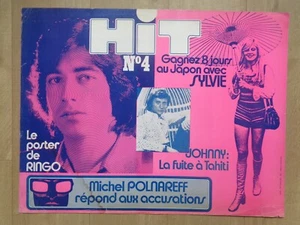 HiT
N°4
Gagnez 8 jours
au Japon avec
SYLVIE
Le
poster
de
RINGO
JOHNNY:
La fuite à Tahiti
Michel POLNAREFF
répond aux accusations